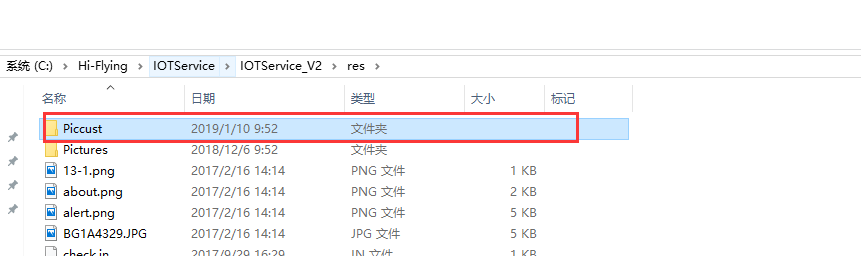 系统 (C:) > Hi-Flying > IOTService > IOTService_V2 > res >
名称 日期 类型 大小 标记
Piccust 2019/1/10 9:52 文件夹
Pictures 2018/12/6 9:53 文件夹
13-1.png 2017/2/16 14:14 PNG 文件 1 KB
about.png 2017/2/16 14:14 PNG 文件 2 KB
alert.png 2017/2/16 14:14 PNG 文件 5 KB
BG1A4329.JPG 2017/2/16 14:14 JPG 文件 5 KB
check.in 2017/9/29 16:29 IN 文件 1 KB